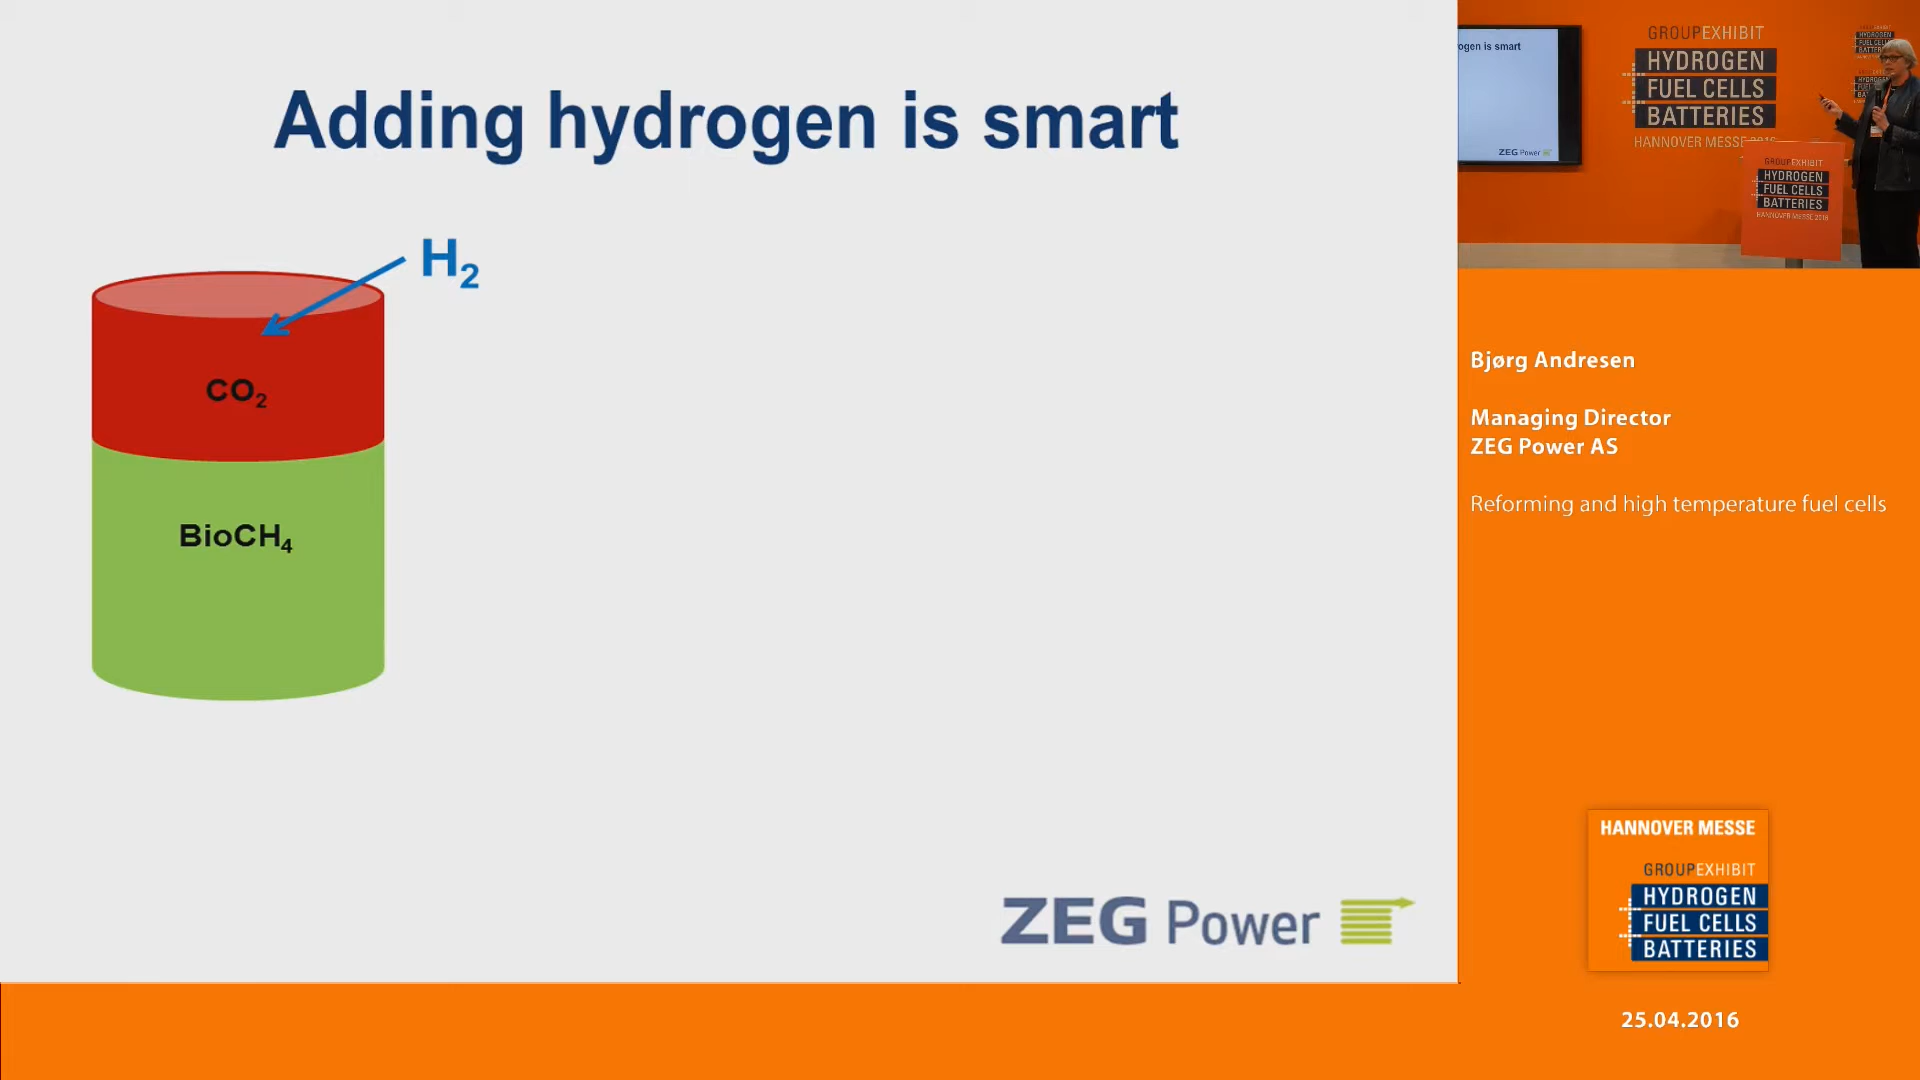 Adding hydrogen is smart
H2
CO2
BioCH4
ZEG Power
ogen is smart
ZEG Power
GROUPEXHIBIT
HYDROGEN
FUEL CELLS
BATTERIES
HANNOVER MESSE 2016
GROUPEXHIBIT
HYDROGEN
FUEL CELLS
BATTERIES
HANNOVER MESSE 2016
Bjørg Andresen
Managing Director
ZEG Power AS
Reforming and high temperature fuel cells
HANNOVER MESSE
GROUPEXHIBIT
HYDROGEN
FUEL CELLS
BATTERIES
25.04.2016